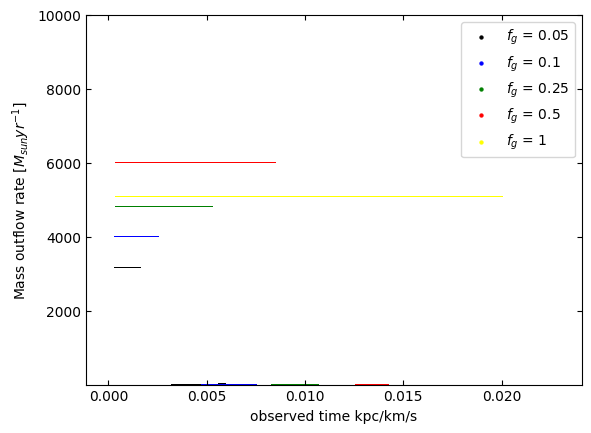 10000
8000
6000
4000
2000
Mass outflow rate [$M_{sun}yr^{-1}$]
$f_g$ = 0.05
$f_g$ = 0.1
$f_g$ = 0.25
$f_g$ = 0.5
$f_g$ = 1
0.000 0.005 0.010 0.015 0.020
observed time kpc/km/s